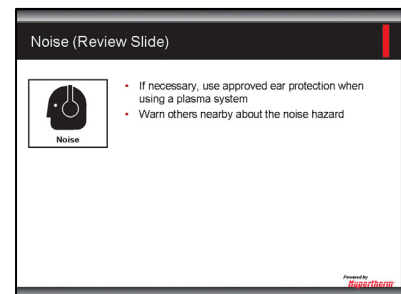 Noise (Review Slide)
• If necessary, use approved ear protection when
using a plasma system
• Warn others nearby about the noise hazard
Noise
Powered by
Hypertherm